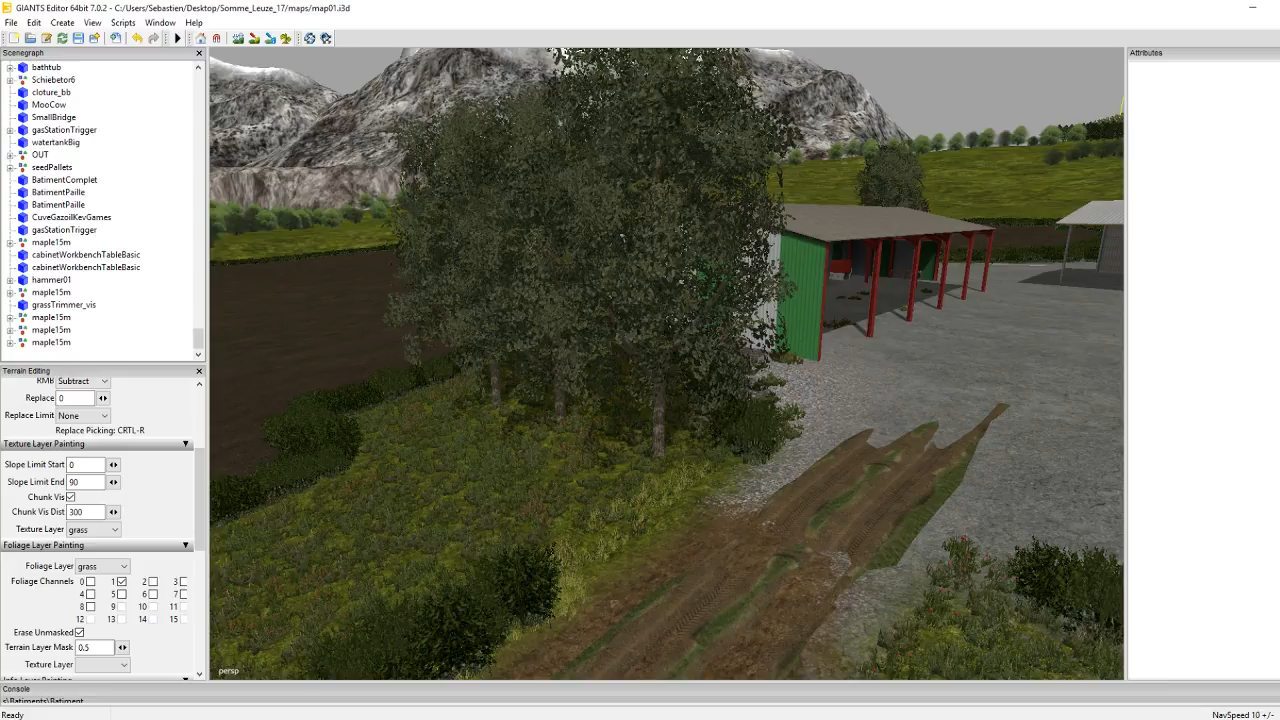 GIANTS Editor 64bit 7.0.2 - C:/Users/Sebastien/Desktop/Somme_Leuze_17/maps/map01.i3d
File Edit Create View Scripts Window Help
Scenegraph
bathtub
Schiebetor6
cloture_bb
MooCow
SmallBridge
gasStationTrigger
watertankBig
OUT
seedPallets
BatimentComplet
BatimentPaille
BatimentPaille
CuveGazoilKevGames
gasStationTrigger
maple15m
cabinetWorkbenchTableBasic
cabinetWorkbenchTableBasic
hammer01
maple15m
grassTrimmer_vis
maple15m
maple15m
maple15m
Terrain Editing
RMB Subtract
Replace 0
Replace Limit None
Replace Picking: CRTL-R
Texture Layer Painting
Slope Limit Start 0
Slope Limit End 90
Chunk Vis
Chunk Vis Dist 300
Texture Layer grass
Foliage Layer Painting
Foliage Layer grass
Foliage Channels 0 1 2 3
4 5 6 7
8 9 10 11
12 13 14 15
Erase Unmasked
Terrain Layer Mask 0.5
Texture Layer
Info Layer Painting
persp
Attributes
Console
s\Batiments\Batiment
Ready
NavSpeed 10 +/-